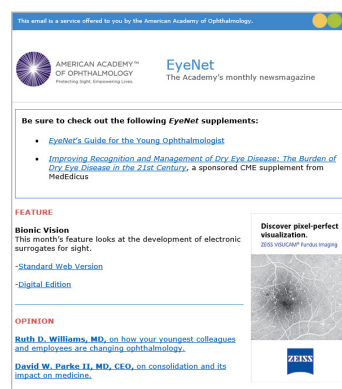 This email is a service offered to you by the American Academy of Ophthalmology.
AMERICAN ACADEMY™
OF OPHTHALMOLOGY
Protecting Sight. Empowering Lives.
EyeNet
The Academy's monthly newsmagazine
Be sure to check out the following EyeNet supplements:
• EyeNet's Guide for the Young Ophthalmologist
• Improving Recognition and Management of Dry Eye Disease: The Burden of
Dry Eye Disease in the 21st Century, a sponsored CME supplement from
MedEdicus
FEATURE
Bionic Vision
This month's feature looks at the development of electronic
surrogates for sight.
-Standard Web Version
-Digital Edition
OPINION
Ruth D. Williams, MD, on how your youngest colleagues
and employees are changing ophthalmology.
David W. Parke II, MD, CEO, on consolidation and its
impact on medicine.
Discover pixel-perfect
visualization.
ZEISS VISUCAM® Fundus Imaging
ZEISS